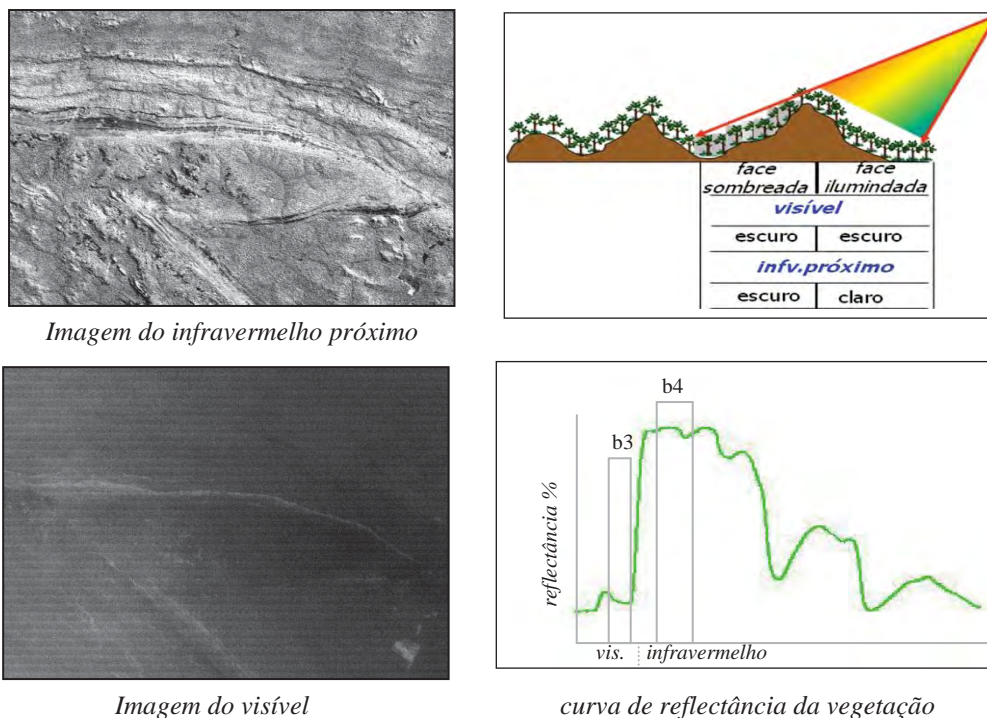 face
sombreada
face
ilumindada
visível
escuro
escuro
infv.próximo
escuro
claro
Imagem do infravermelho próximo
b4
b3
reflectância %
vis.
infravermelho
Imagem do visível
curva de reflectância da vegetação